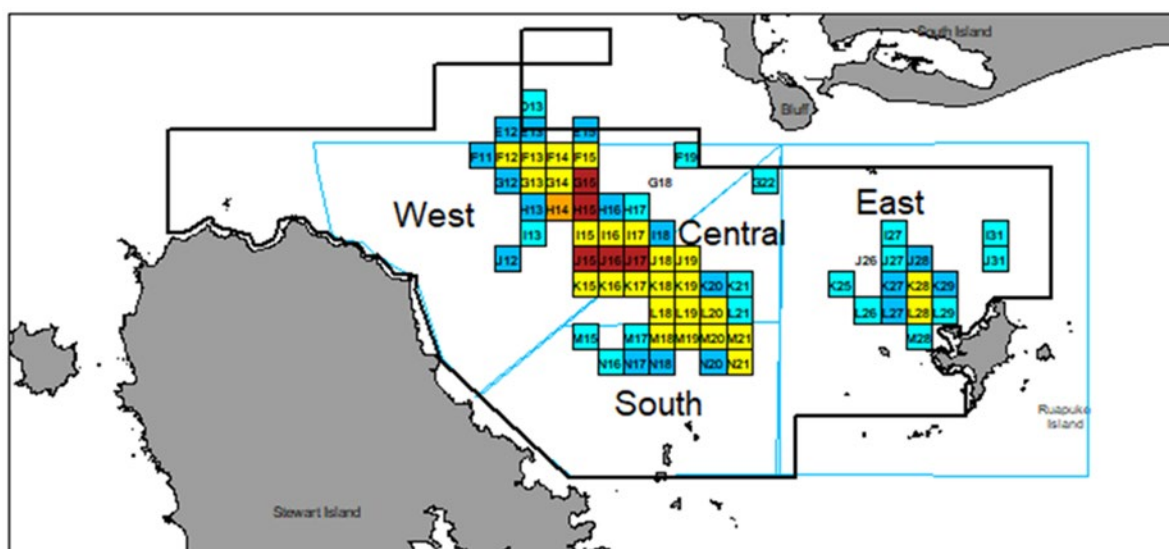 South Island
D13
Bluff
E12 E13 E15
F11 F12 F13 F14 F15 F19
G12 G13 G14 G15 G18 G22
West H13 H14 H15 H16 H17 East
I13 I15 I16 I17 I18 Central I27 I31
J12 J15 J16 J17 J18 J19 J26 J27 J28 J31
K15 K16 K17 K18 K19 K20 K21 K25 K27 K28 K29
L18 L19 L20 L21 L26 L27 L28 L29
M15 M17 M18 M19 M20 M21 M28
N16 N17 N18 N20 N21
South
Ruapuke
Island
Stewart Island